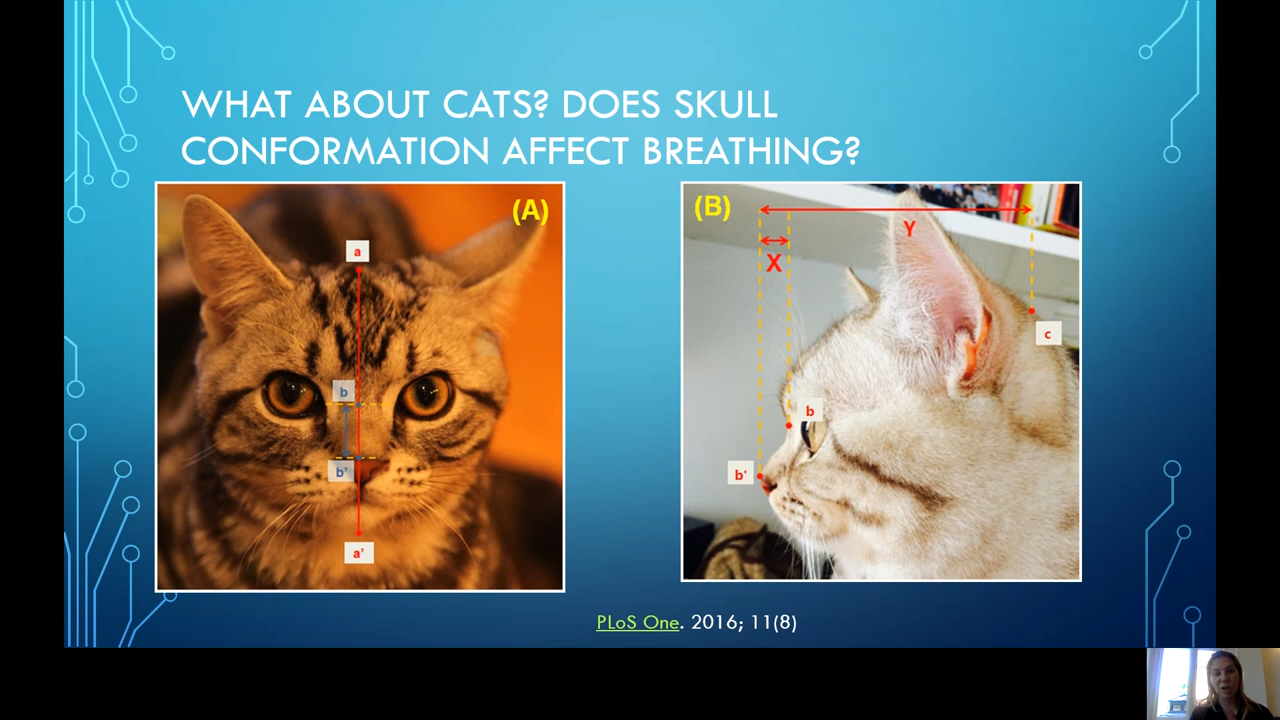 WHAT ABOUT CATS? DOES SKULL
CONFORMATION AFFECT BREATHING?
(A)
a
b
b'
a'
(B)
Y
X
c
b
b'
PLoS One. 2016; 11(8)